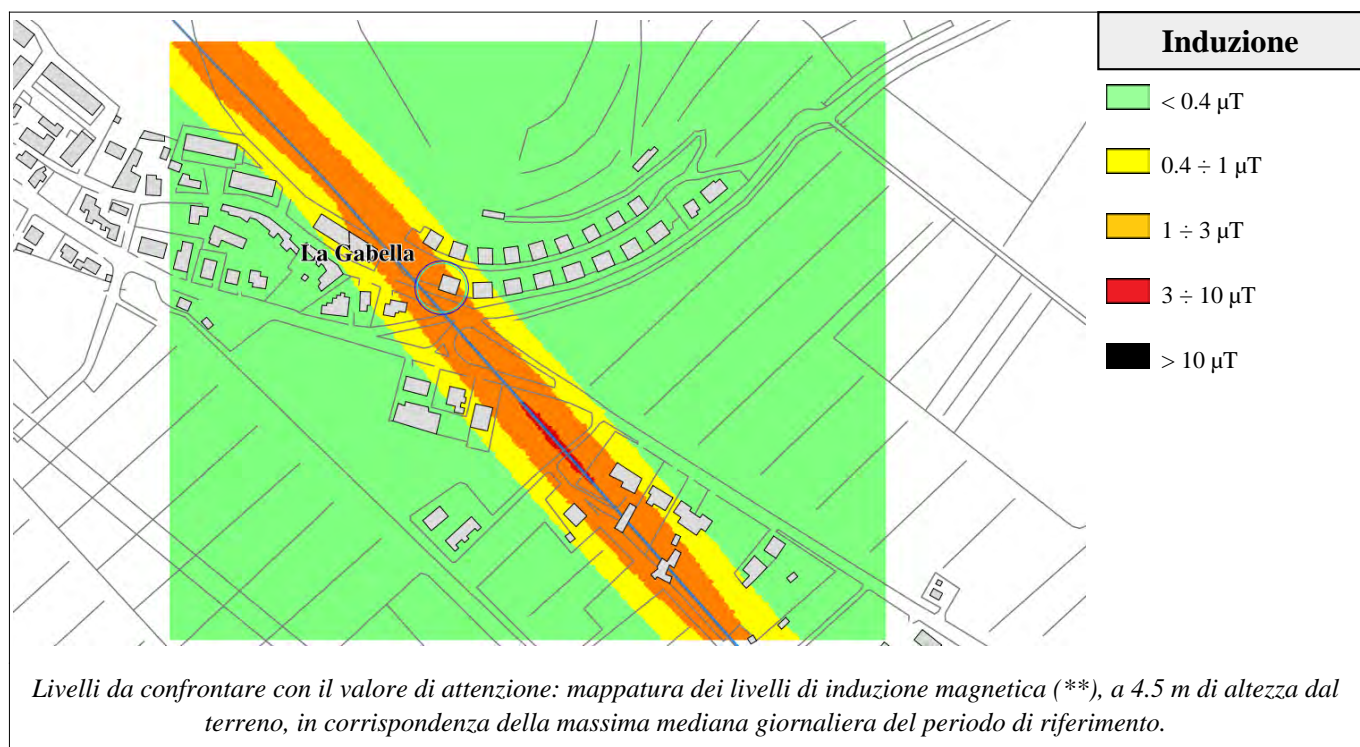 Induzione
< 0.4 μT
0.4 ÷ 1 μT
1 ÷ 3 μT
3 ÷ 10 μT
> 10 μT
La Gabella
Livelli da confrontare con il valore di attenzione: mappatura dei livelli di induzione magnetica (**), a 4.5 m di altezza dal
terreno, in corrispondenza della massima mediana giornaliera del periodo di riferimento.